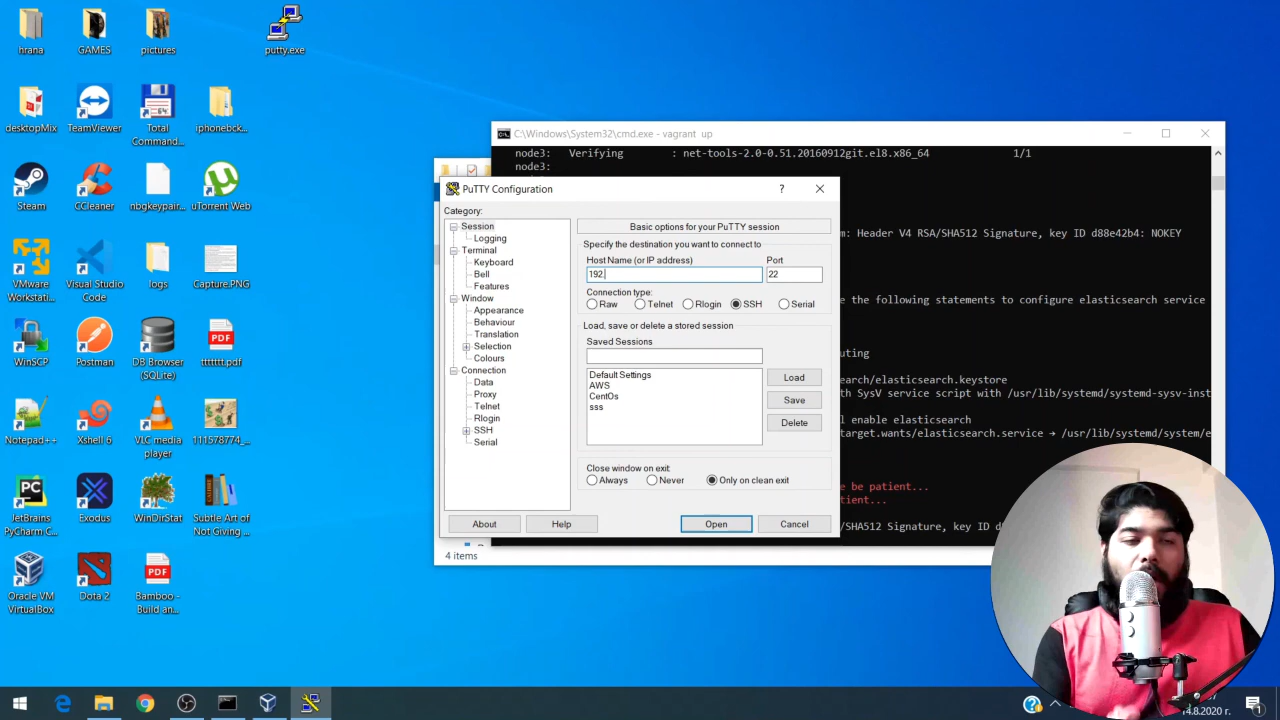 hrana
GAMES
pictures
putty.exe
desktopMix
TeamViewer
Total
Command...
iphonebck...
Steam
CCleaner
nbgkeypair...
uTorrent Web
VMware
Workstati...
Visual Studio
Code
logs
Capture.PNG
WinSCP
Postman
DB Browser
(SQLite)
PDF
ttttttt.pdf
Notepad++
Xshell 6
VLC media
player
111578774_...
PC
JetBrains
PyCharm C...
Exodus
WinDirStat
Subtle Art of
Not Giving ...
Oracle VM
VirtualBox
Dota 2
PDF
Bamboo -
Build an...
C:\Windows\System32\cmd.exe - vagrant up
node3: Verifying : net-tools-2.0-0.51.20160912git.el8.x86_64 1/1
node3:
m: Header V4 RSA/SHA512 Signature, key ID d88e42b4: NOKEY
e the following statements to configure elasticsearch service
uting
earch/elasticsearch.keystore
with SysV service script with /usr/lib/systemd/systemd-sysv-inst
l enable elasticsearch
target.wants/elasticsearch.service → /usr/lib/systemd/system/e
e be patient...
tient...
/SHA512 Signature, key ID d
PuTTY Configuration
?
Category:
Session
Logging
Terminal
Keyboard
Bell
Features
Window
Appearance
Behaviour
Translation
Selection
Colours
Connection
Data
Proxy
Telnet
Rlogin
SSH
Serial
Basic options for your PuTTY session
Specify the destination you want to connect to
Host Name (or IP address) Port
192. 22
Connection type:
Raw Telnet Rlogin SSH Serial
Load, save or delete a stored session
Saved Sessions
Default Settings
AWS
CentOs
sss
Load
Save
Delete
Close window on exit:
Always Never Only on clean exit
About Help Open Cancel
4 items
14.8.2020 г.
1